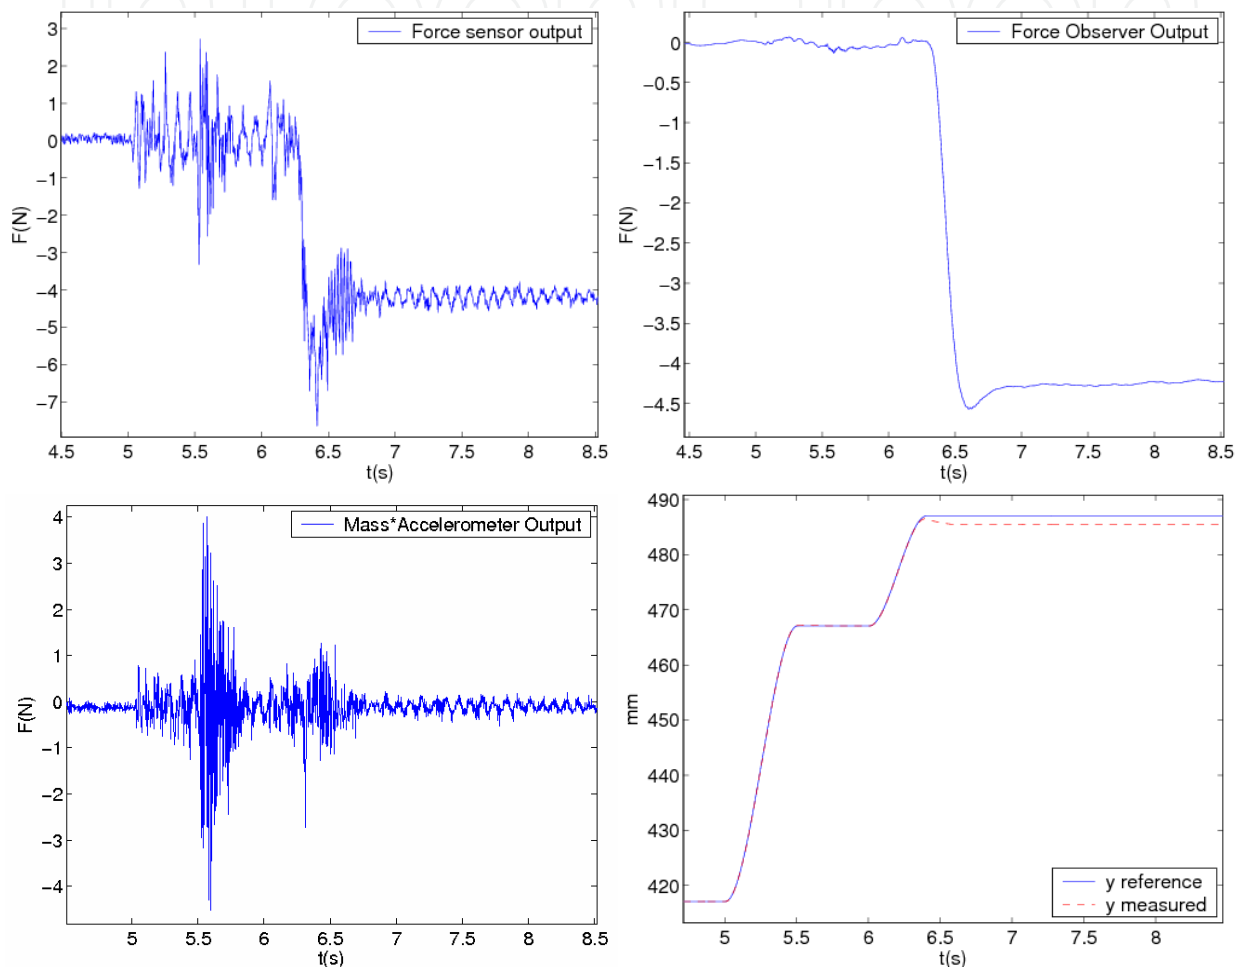 Force sensor output
3
2
1
0
−1
−2
−3
−4
−5
−6
−7
F(N)
4.5 5 5.5 6 6.5 7 7.5 8 8.5
t(s)
Force Observer Output
0
−0.5
−1
−1.5
−2
−2.5
−3
−3.5
−4
−4.5
F(N)
4.5 5 5.5 6 6.5 7 7.5 8 8.5
t(s)
Mass*Accelerometer Output
4
3
2
1
0
−1
−2
−3
−4
F(N)
5 5.5 6 6.5 7 7.5 8 8.5
t(s)
490
480
470
460
450
440
430
420
mm
y reference
y measured
5 5.5 6 6.5 7 7.5 8
t(s)